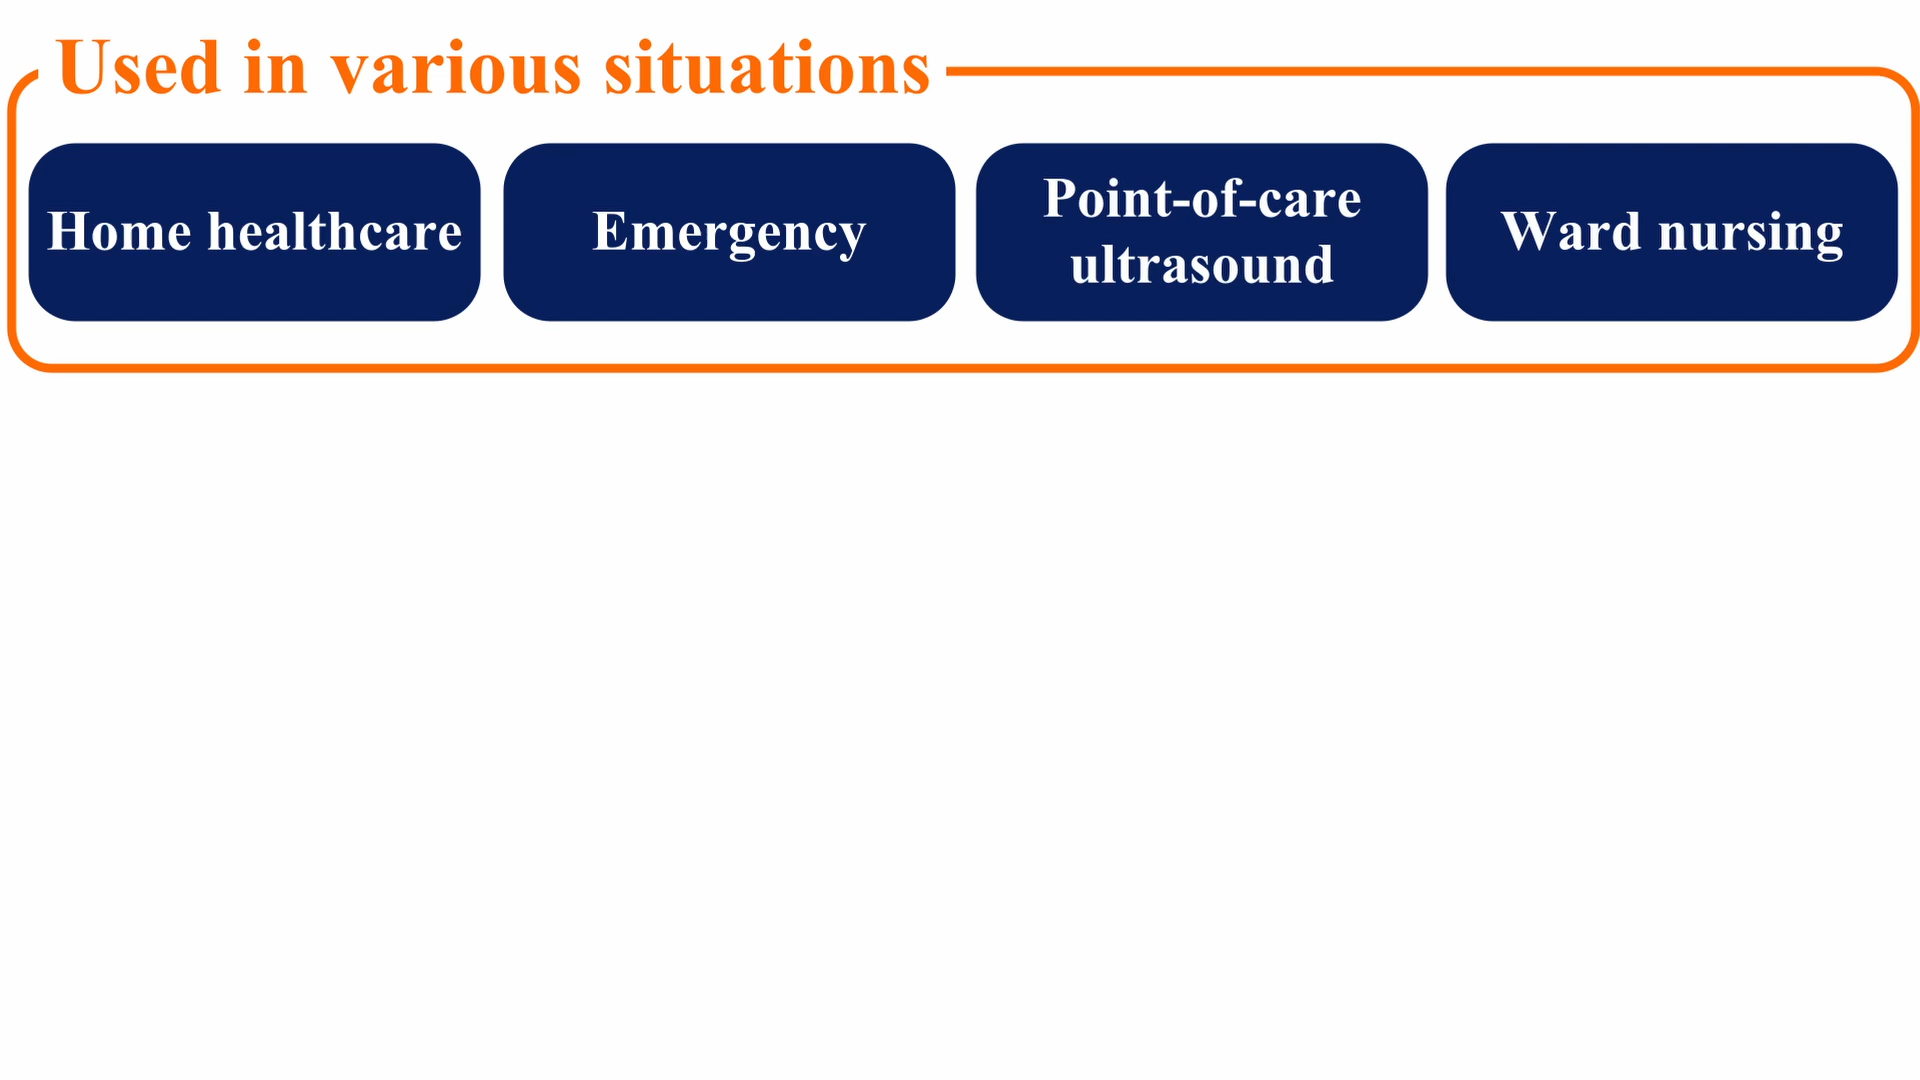 Used in various situations
Home healthcare
Emergency
Point-of-care
ultrasound
Ward nursing